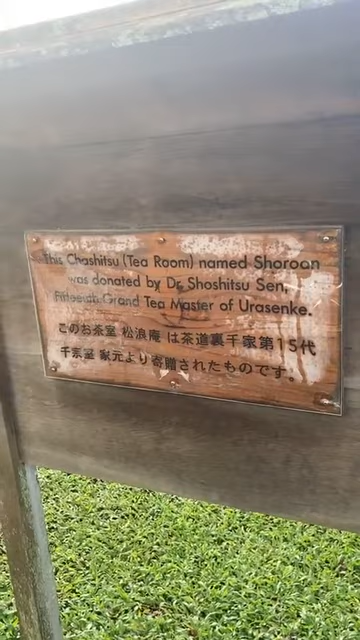 This Chashitsu (Tea Room) named Shoroan
was donated by Dr. Shoshitsu Sen,
Fifteenth Grand Tea Master of Urasenke.
このお茶室 松浪庵 は茶道裏千家第15代
千宗室 家元より寄贈されたものです。